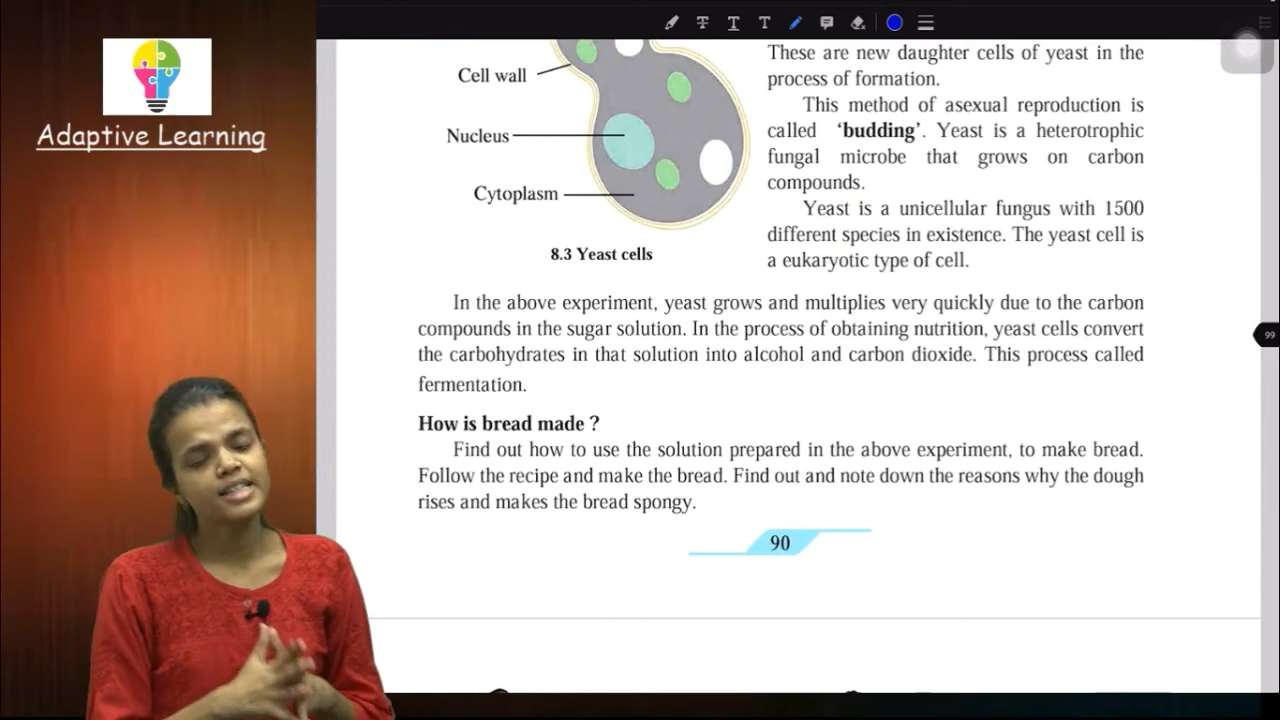 Adaptive Learning
Cell wall
Nucleus
Cytoplasm
8.3 Yeast cells
These are new daughter cells of yeast in the
process of formation.
This method of asexual reproduction is
called ‘budding’. Yeast is a heterotrophic
fungal microbe that grows on carbon
compounds.
Yeast is a unicellular fungus with 1500
different species in existence. The yeast cell is
a eukaryotic type of cell.
In the above experiment, yeast grows and multiplies very quickly due to the carbon
compounds in the sugar solution. In the process of obtaining nutrition, yeast cells convert
the carbohydrates in that solution into alcohol and carbon dioxide. This process called
fermentation.
How is bread made ?
Find out how to use the solution prepared in the above experiment, to make bread.
Follow the recipe and make the bread. Find out and note down the reasons why the dough
rises and makes the bread spongy.
90
99